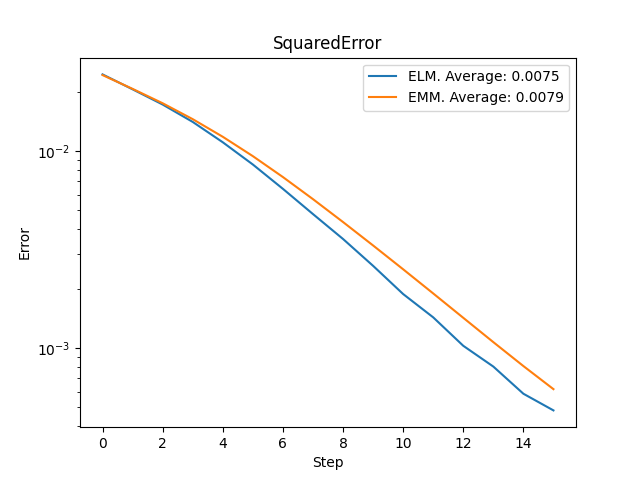 SquaredError
ELM. Average: 0.0075
EMM. Average: 0.0079
10⁻²
10⁻³
Error
0 2 4 6 8 10 12 14
Step